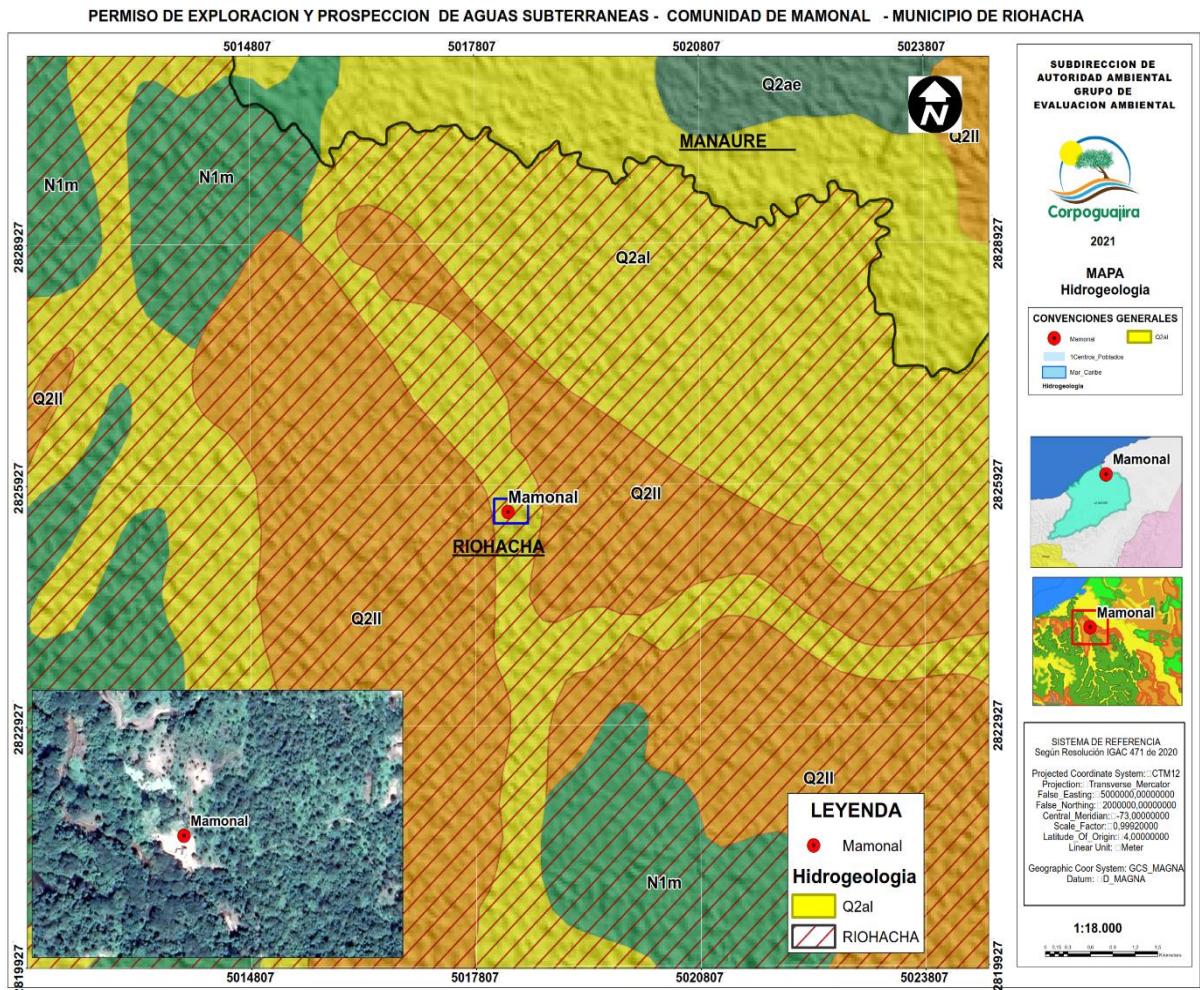 PERMISO DE EXPLORACION Y PROSPECCION DE AGUAS SUBTERRANEAS - COMUNIDAD DE MAMONAL - MUNICIPIO DE RIOHACHA
5014807
5017807
5020807
5023807
2828927
2825927
2822927
2819927
Q2ae
N
MANAURE
Q2ll
N1m
N1m
Q2al
Q2ll
Mamonal
Q2ll
RIOHACHA
Q2ll
Q2ll
N1m
Mamonal
LEYENDA
Mamonal
Hidrogeologia
Q2al
RIOHACHA
5014807
5017807
5020807
5023807
2828927
2825927
2822927
2819927
SUBDIRECCION DE
AUTORIDAD AMBIENTAL
GRUPO DE
EVALUACION AMBIENTAL
Corpoguajira
2021
MAPA
Hidrogeologia
CONVENCIONES GENERALES
Mamonal
Q2al
1Centros_Poblados
Mar_Caribe
Hidrogeologia
Mamonal
Mamonal
SISTEMA DE REFERENCIA
Según Resolución IGAC 471 de 2020
Projected Coordinate System: CTM12
Projection: Transverse_Mercator
False_Easting: 5000000,00000000
False_Northing: 2000000,00000000
Central_Meridian: -73,00000000
Scale_Factor: 0,99920000
Latitude_Of_Origin: 4,00000000
Linear Unit: Meter
Geographic Coor System: GCS_MAGNA
Datum: D_MAGNA
1:18.000